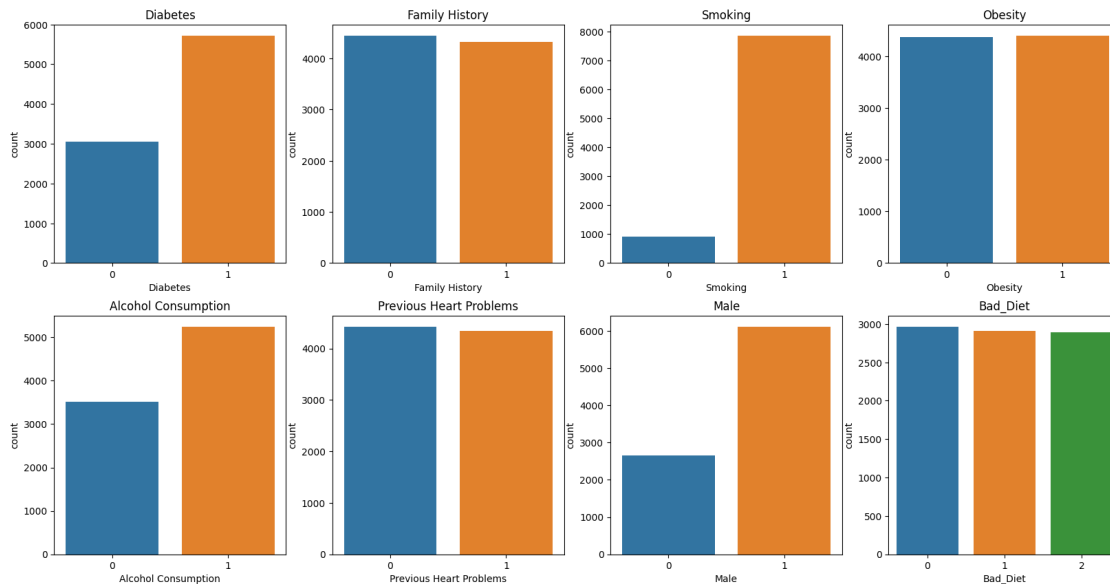 Diabetes
6000
5000
4000
3000
2000
1000
0
count
0 1
Diabetes
Family History
4000
3000
2000
1000
0
count
0 1
Family History
Smoking
8000
7000
6000
5000
4000
3000
2000
1000
0
count
0 1
Smoking
Obesity
4000
3000
2000
1000
0
count
0 1
Obesity
Alcohol Consumption
5000
4000
3000
2000
1000
0
count
0 1
Alcohol Consumption
Previous Heart Problems
4000
3000
2000
1000
0
count
0 1
Previous Heart Problems
Male
6000
5000
4000
3000
2000
1000
0
count
0 1
Male
Bad_Diet
3000
2500
2000
1500
1000
500
0
count
0 1 2
Bad_Diet